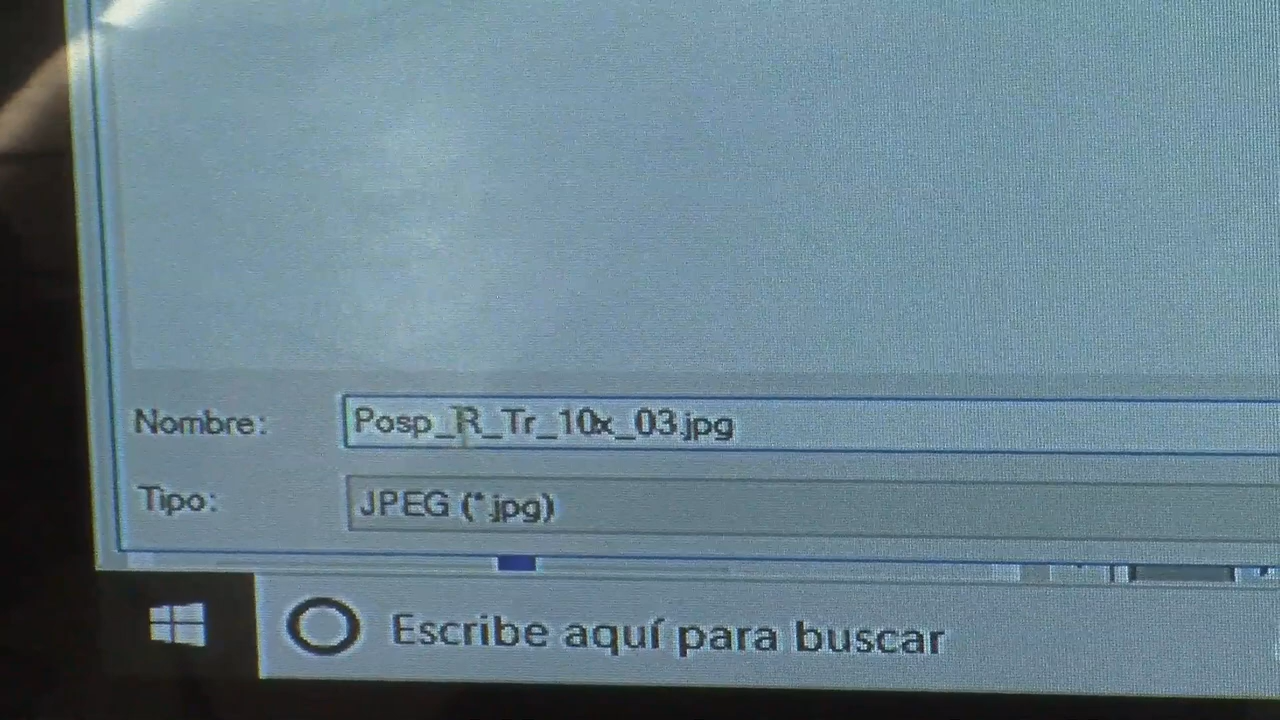 Nombre: Posp_R_Tr_10x_03.jpg
Tipo: JPEG (*.jpg)
Escribe aquí para buscar